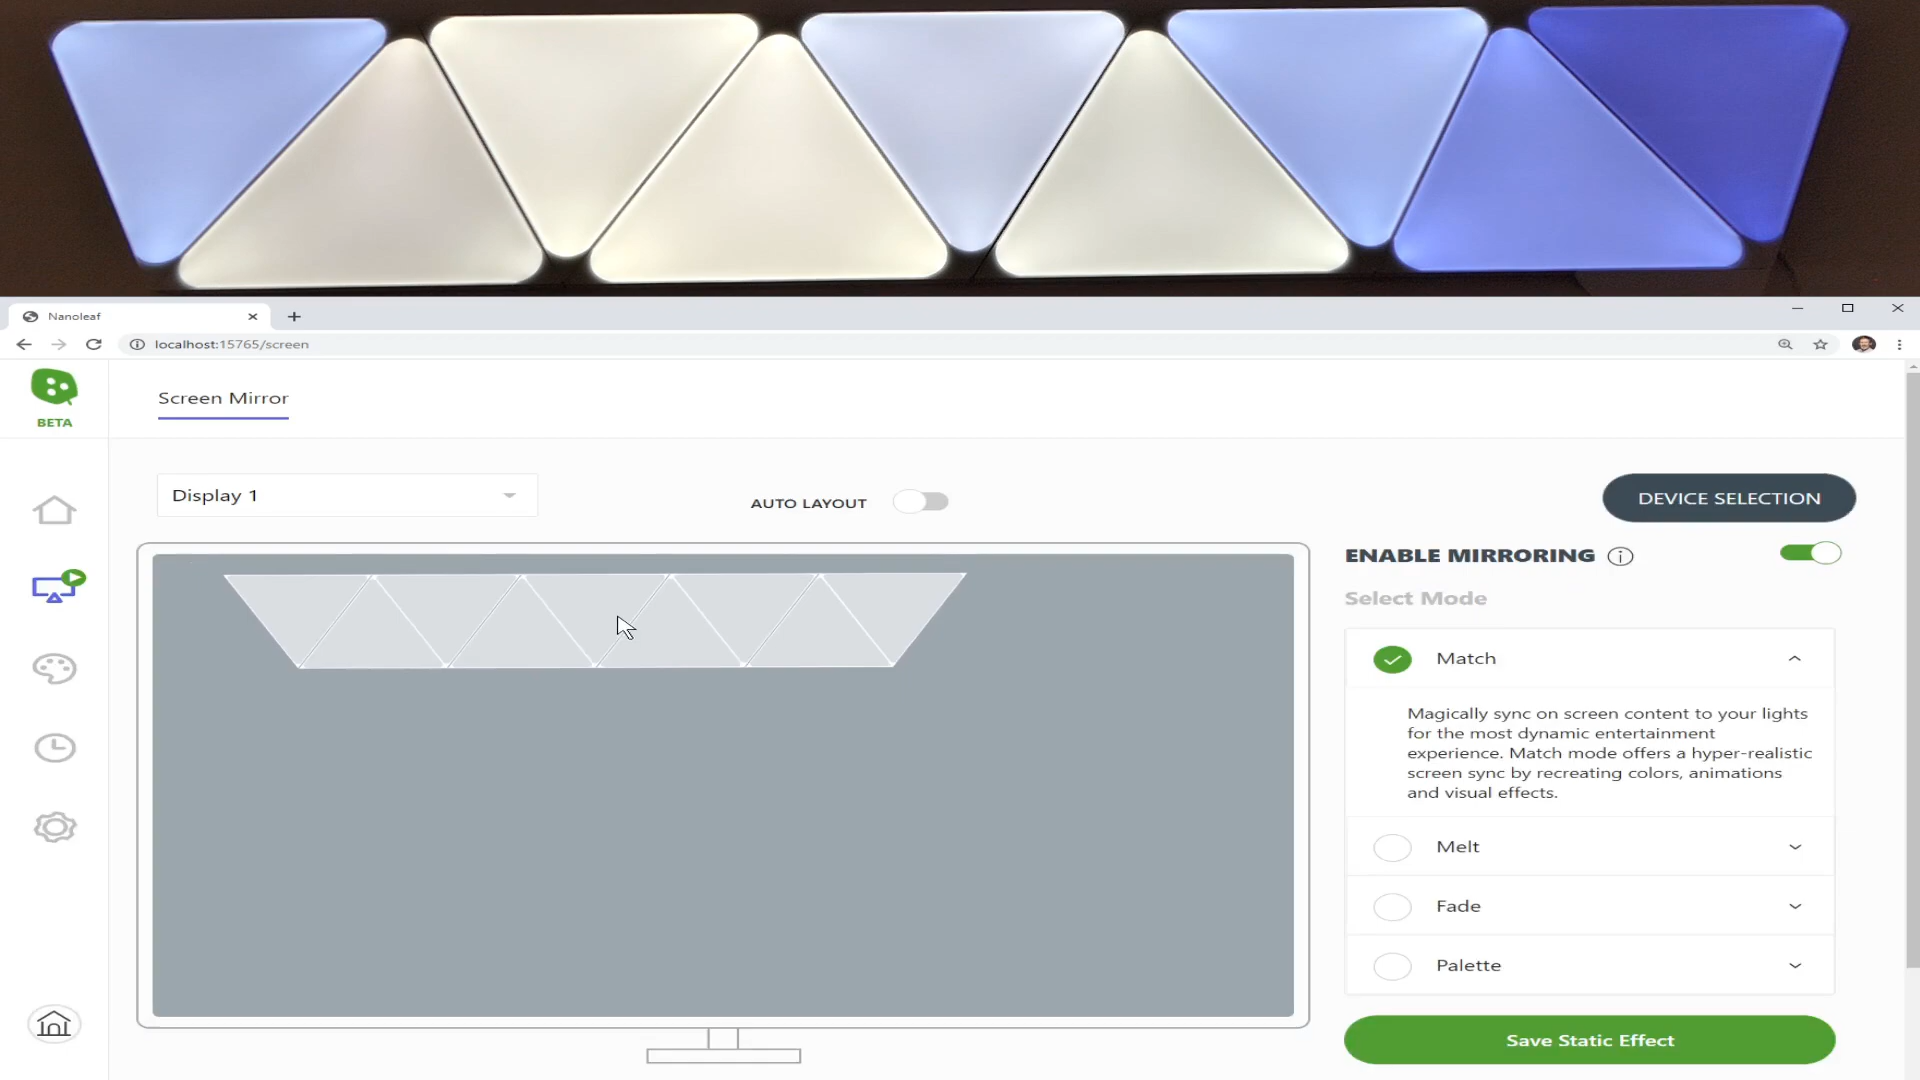 Nanoleaf
localhost:15765/screen
BETA
Screen Mirror
Display 1
AUTO LAYOUT
DEVICE SELECTION
ENABLE MIRRORING
Select Mode
Match
Magically sync on screen content to your lights
for the most dynamic entertainment
experience. Match mode offers a hyper-realistic
screen sync by recreating colors, animations
and visual effects.
Melt
Fade
Palette
Save Static Effect